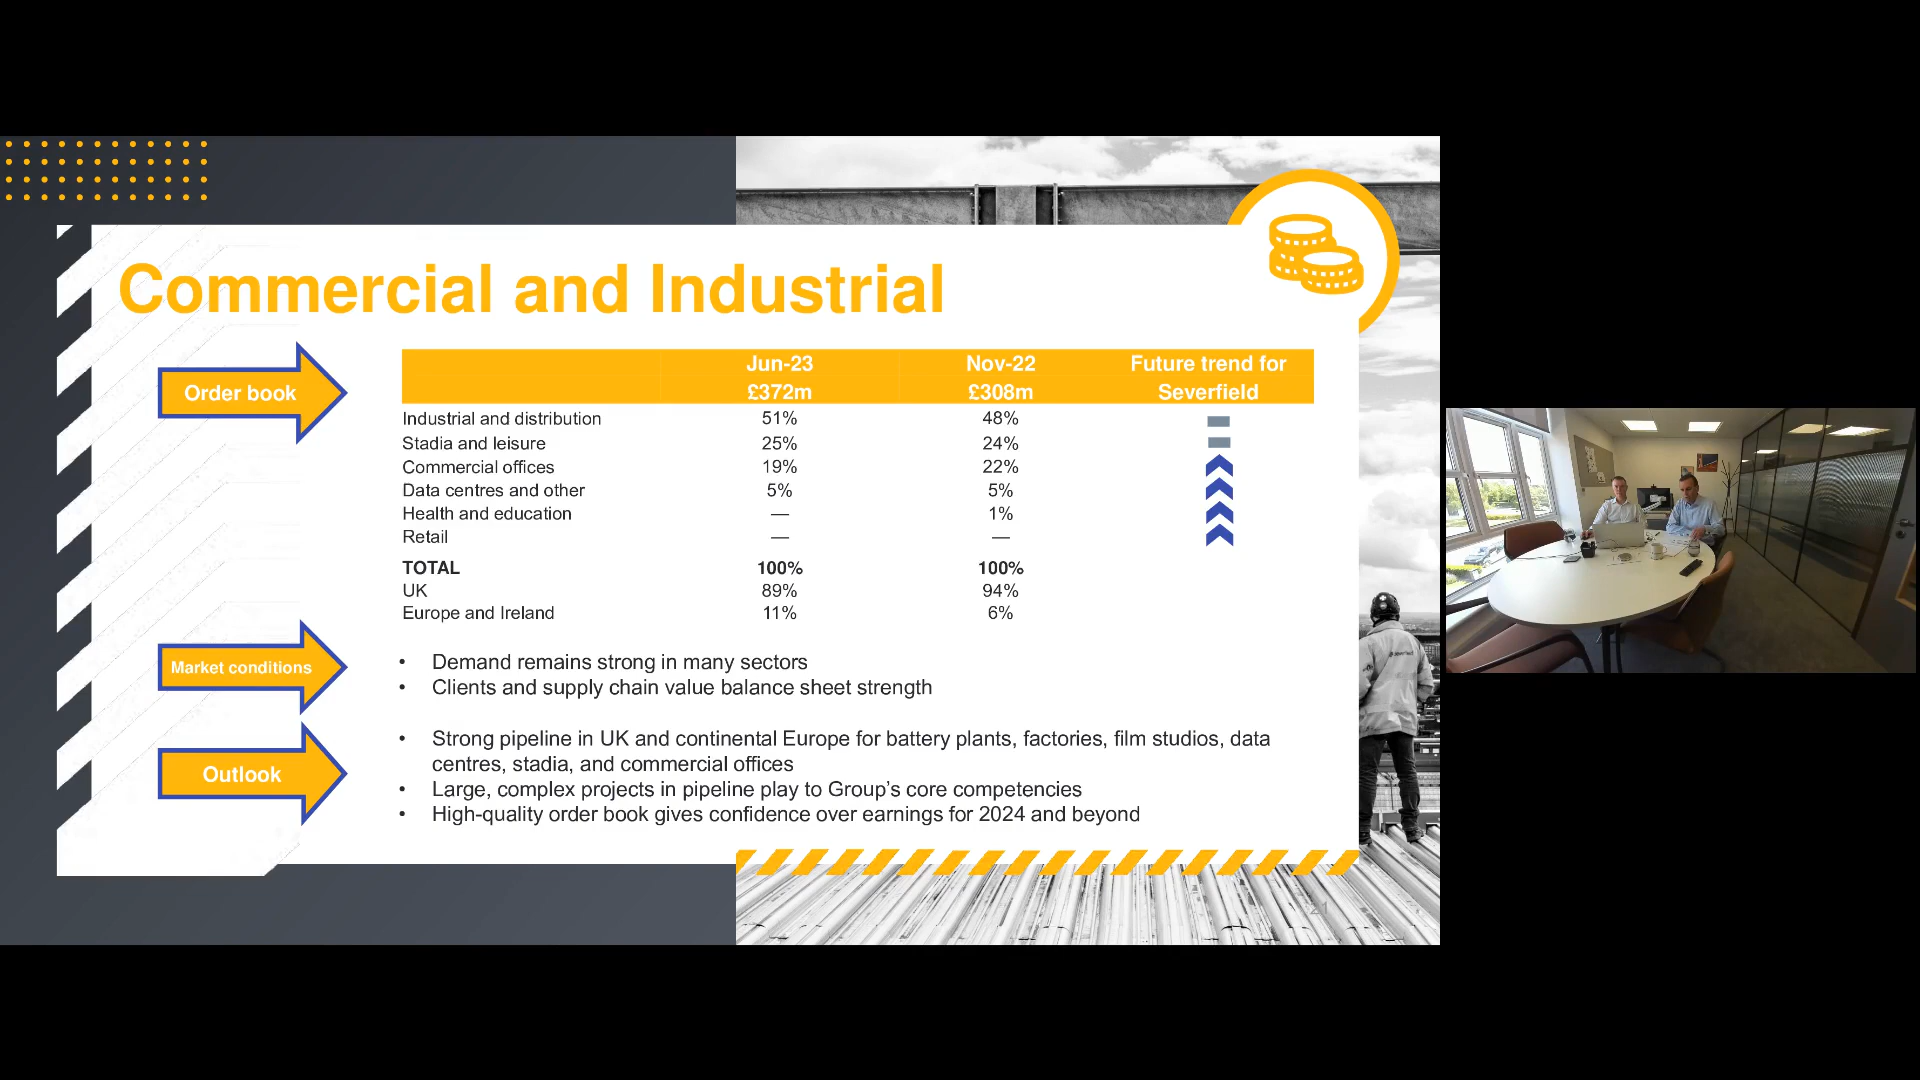 Commercial and Industrial
Order book
Jun-23 Nov-22 Future trend for
£372m £308m Severfield
Industrial and distribution 51% 48%
Stadia and leisure 25% 24%
Commercial offices 19% 22%
Data centres and other 5% 5%
Health and education — 1%
Retail — —
TOTAL 100% 100%
UK 89% 94%
Europe and Ireland 11% 6%
Market conditions
• Demand remains strong in many sectors
• Clients and supply chain value balance sheet strength
Outlook
• Strong pipeline in UK and continental Europe for battery plants, factories, film studios, data
centres, stadia, and commercial offices
• Large, complex projects in pipeline play to Group’s core competencies
• High-quality order book gives confidence over earnings for 2024 and beyond
21